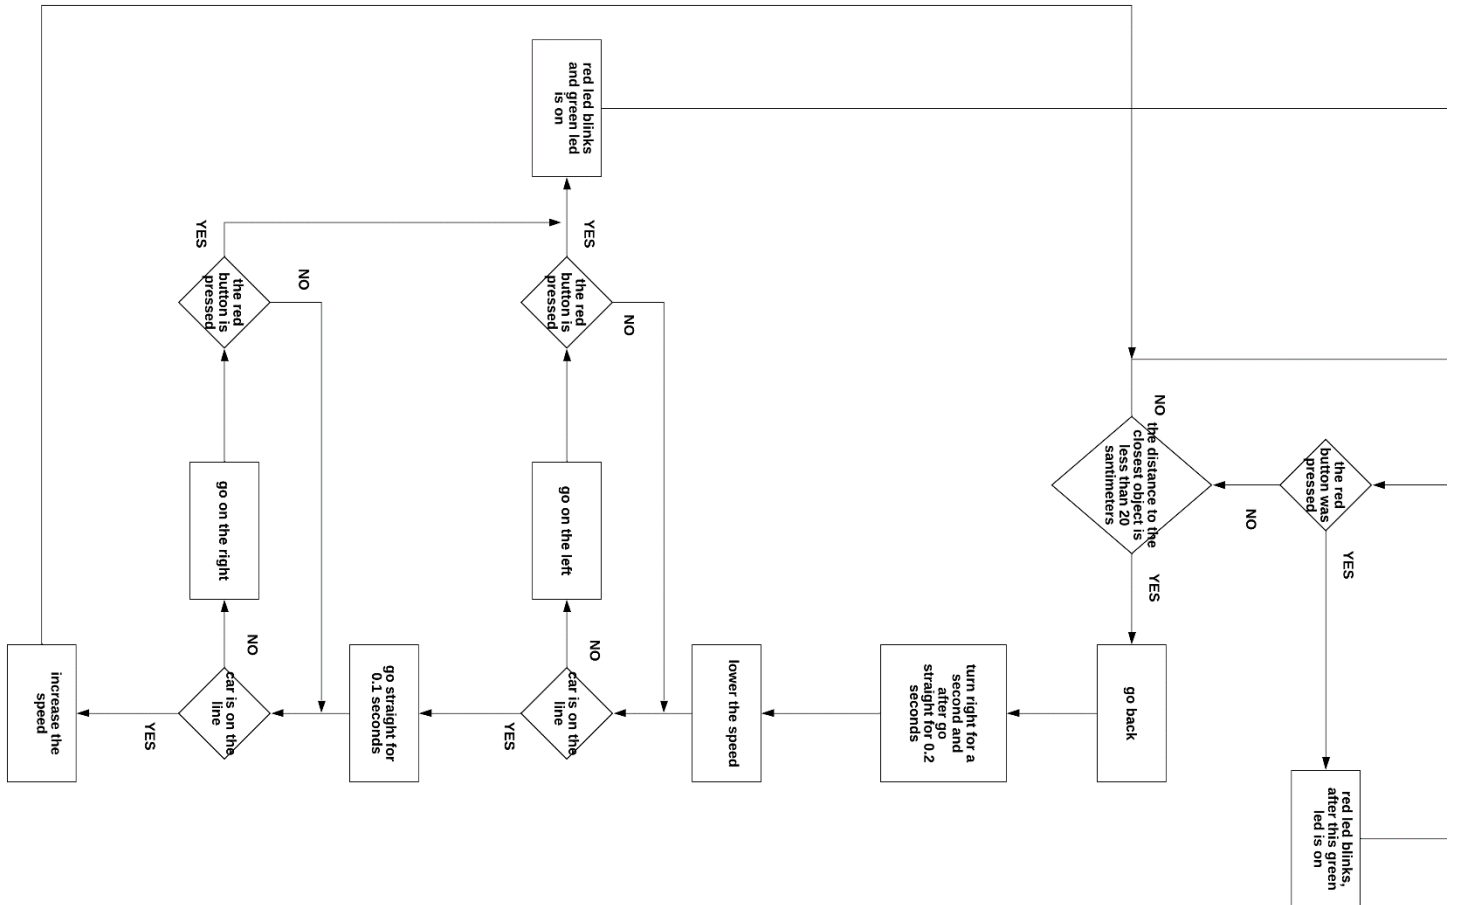 the red
button was
pressed
NO
YES
red led blinks,
after this green
led is on
NO
the distance to the
closest object is
less than 20
santimeters
YES
go back
turn right for a
second and
after go
straight for 0.2
seconds
lower the speed
car is on the
line
NO
YES
go on the left
the red
button is
pressed
NO
YES
red led blinks
and green led
is on
go straight for
0.1 seconds
car is on the
line
NO
YES
go on the right
the red
button is
pressed
NO
YES
increase the
speed